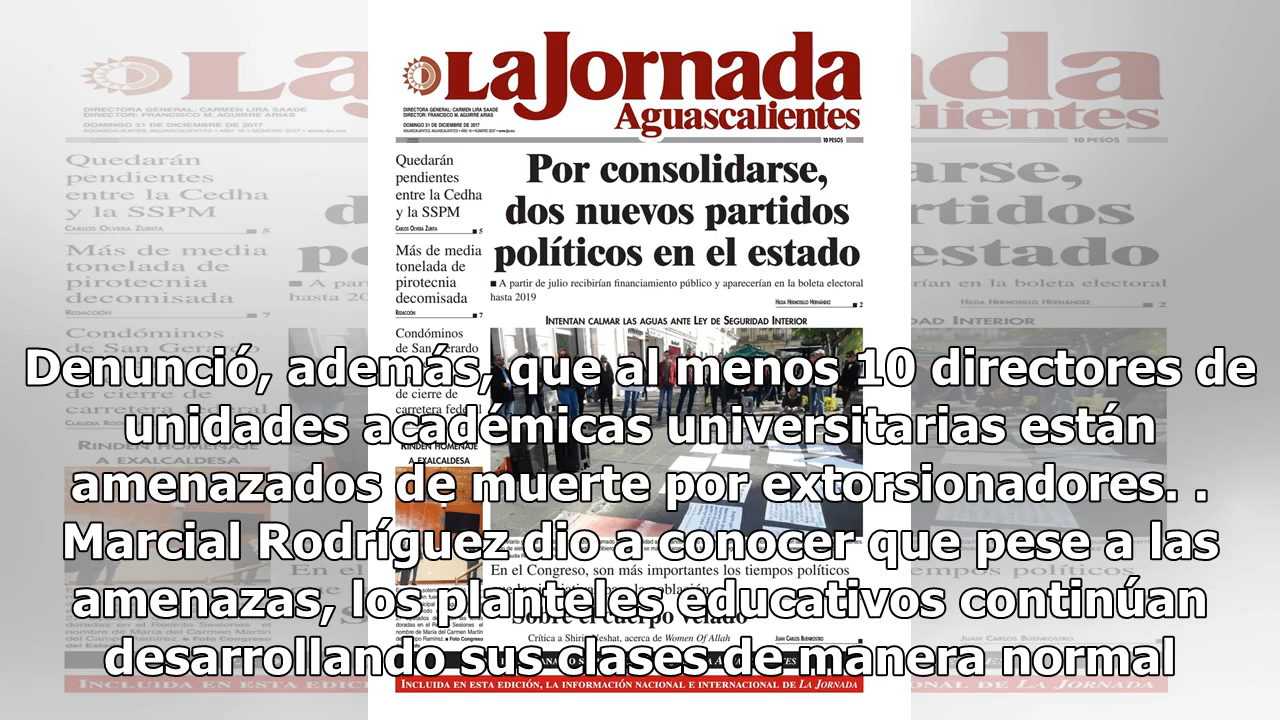 La Jornada
Aguascalientes
DIRECTORA GENERAL: CARMEN LIRA SAADE
DIRECTOR: FRANCISCO M. AGUIRRE ARIAS
DOMINGO 31 DE DICIEMBRE DE 2017
10 PESOS
Quedarán
pendientes
entre la Cedha
y la SSPM
CARLOS OLVERA ZURITA ■ 5
Más de media
tonelada de
pirotecnia
decomisada
REDACCIÓN ■ 7
Condóminos
de San Gerardo
de cierre de
carretera federal
RINDEN HOMENAJE
A EXALCALDESA
Por consolidarse,
dos nuevos partidos
políticos en el estado
■ A partir de julio recibirían financiamiento público y aparecerían en la boleta electoral
hasta 2019
HILDA HERMOSILLO HERNÁNDEZ ■ 2
INTENTAN CALMAR LAS AGUAS ANTE LEY DE SEGURIDAD INTERIOR
Denunció, además, que al menos 10 directores de
unidades académicas universitarias están
amenazados de muerte por extorsionadores. .
Marcial Rodríguez dio a conocer que pese a las
amenazas, los planteles educativos continúan
desarrollando sus clases de manera normal
En el Congreso, son más importantes los tiempos políticos
Sobre el cuerpo velado
Crítica a Shirin Neshat, acerca de Women Of Allah
JUAN CARLOS BUENROSTRO
INCLUIDA EN ESTA EDICIÓN, LA INFORMACIÓN NACIONAL E INTERNACIONAL DE LA JORNADA